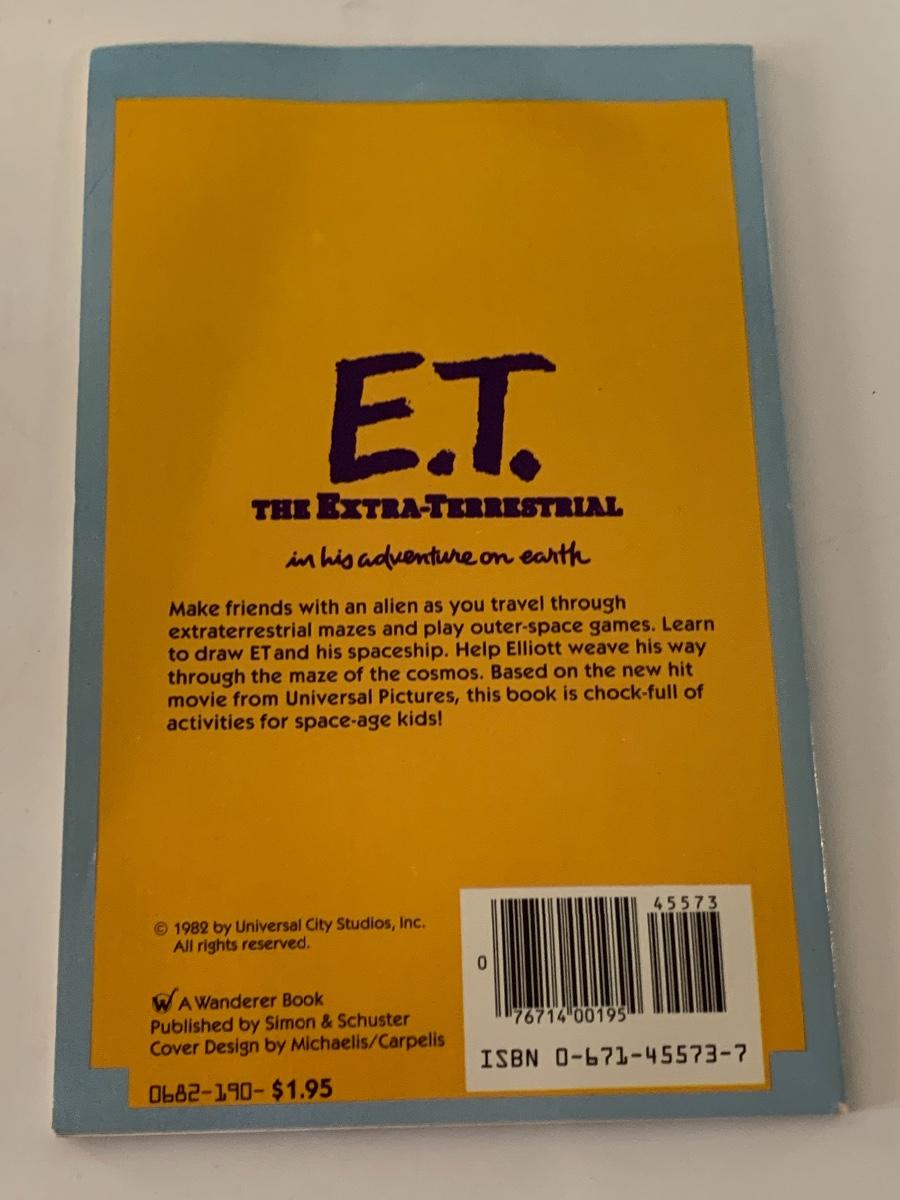 E.T.
THE EXTRA-TERRESTRIAL
in his adventure on earth
Make friends with an alien as you travel through
extraterrestrial mazes and play outer-space games. Learn
to draw ET and his spaceship. Help Elliott weave his way
through the maze of the cosmos. Based on the new hit
movie from Universal Pictures, this book is chock-full of
activities for space-age kids!
© 1982 by Universal City Studios, Inc.
All rights reserved.
W A Wanderer Book
Published by Simon & Schuster
Cover Design by Michaelis/Carpelis
0682-190- $1.95
45573
0
76714 00195
ISBN 0-671-45573-7